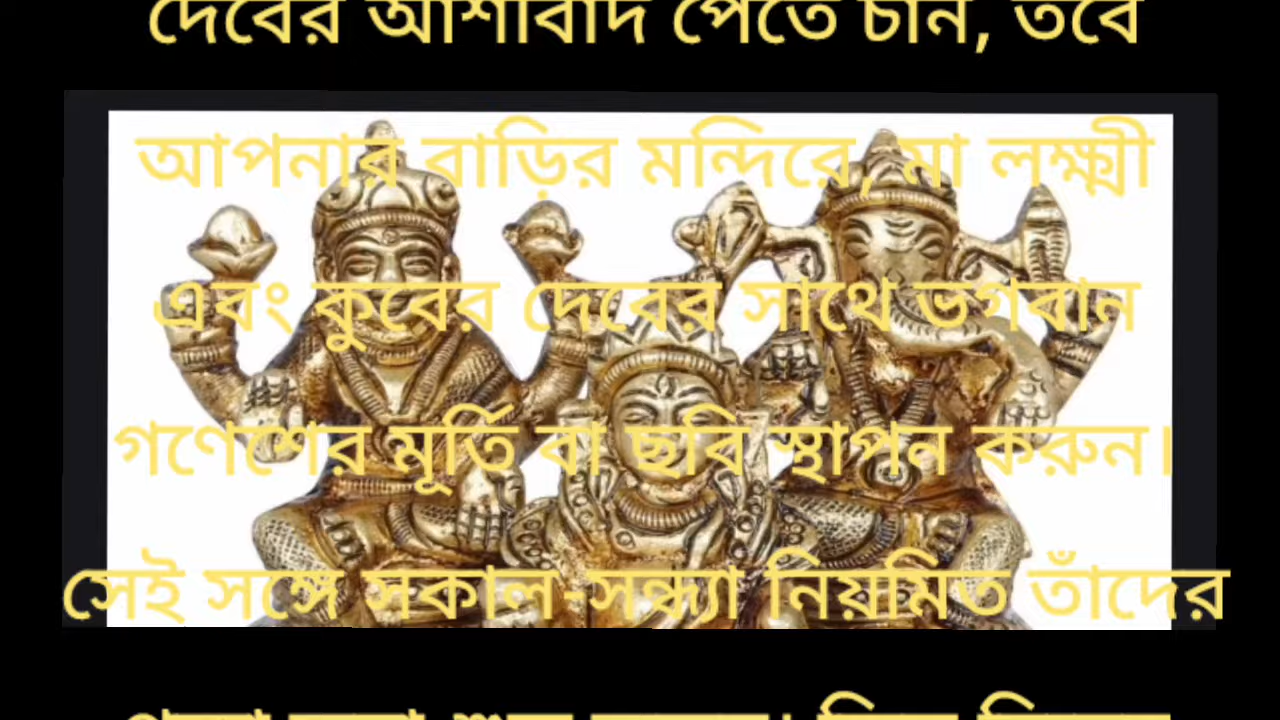 দেবের আশীর্বাদ পেতে চান, তবে
আপনার বাড়ির মন্দিরে, মা লক্ষ্মী
এবং কুবের দেবের সাথে ভগবান
গণেশের মূর্তি বা ছবি স্থাপন করুন।
সেই সঙ্গে সকাল-সন্ধ্যা নিয়মিত তাঁদের